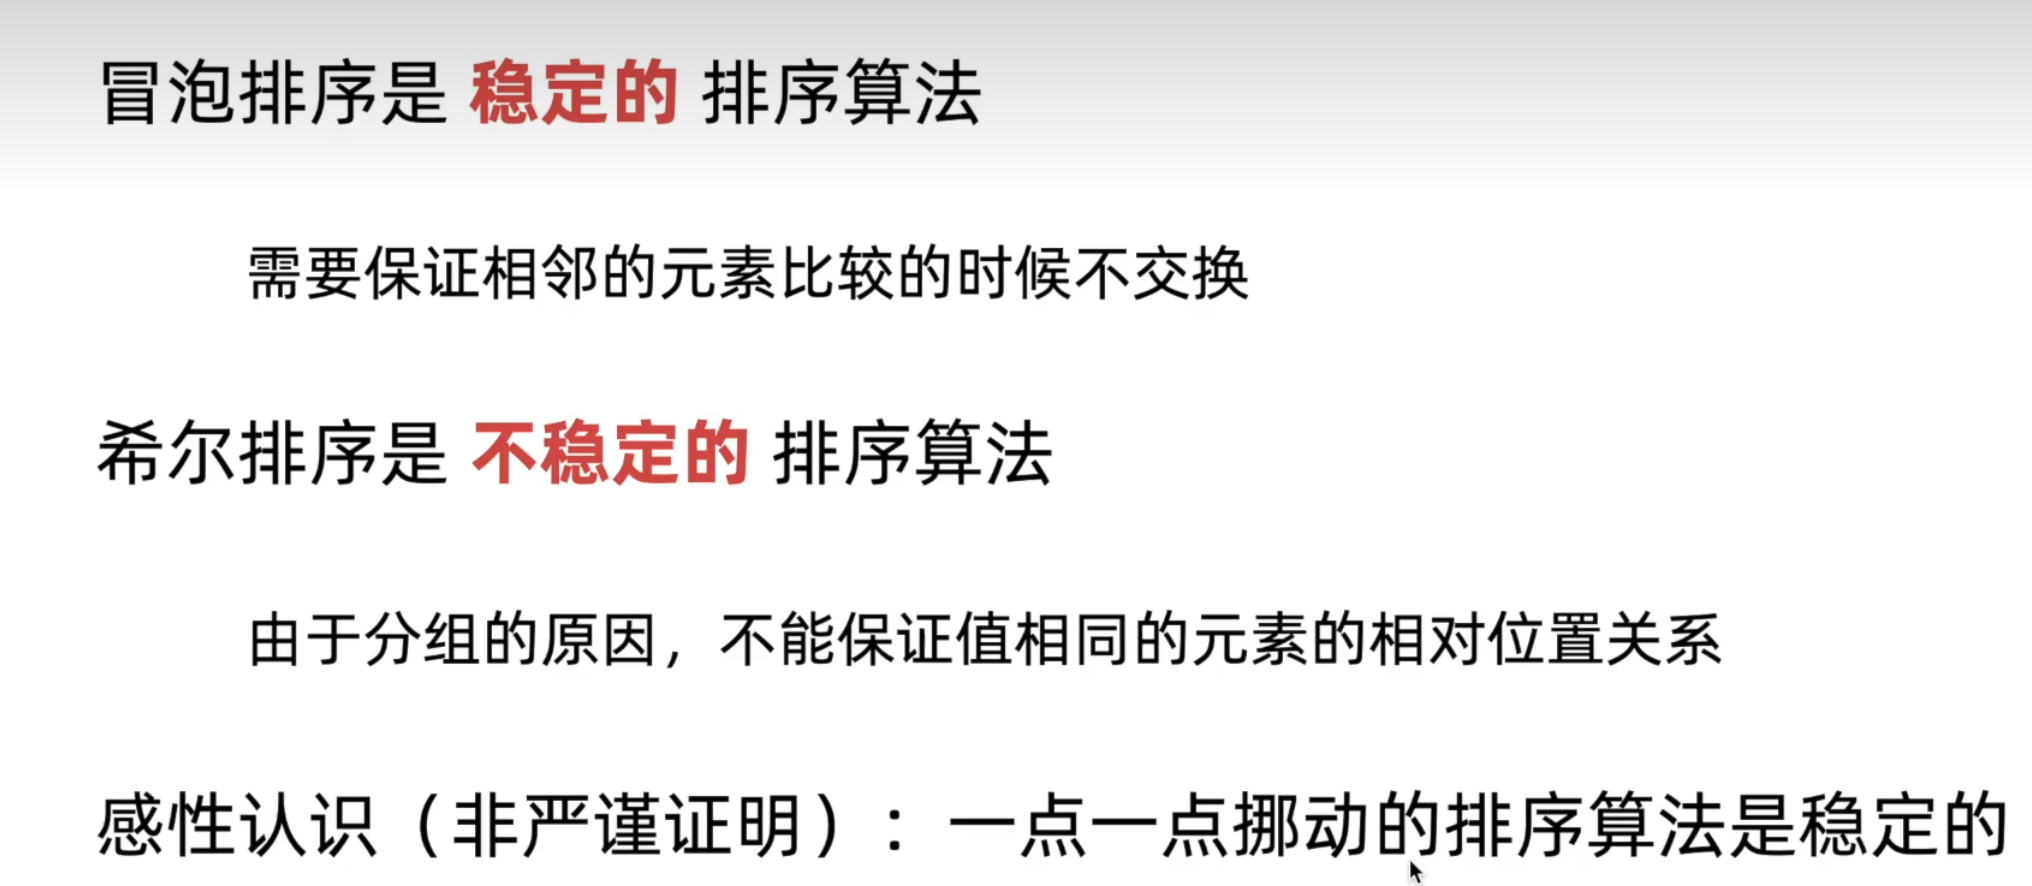 冒泡排序是 稳定的 排序算法
需要保证相邻的元素比较的时候不交换
希尔排序是 不稳定的 排序算法
由于分组的原因，不能保证值相同的元素的相对位置关系
感性认识（非严谨证明）：一点一点挪动的排序算法是稳定的